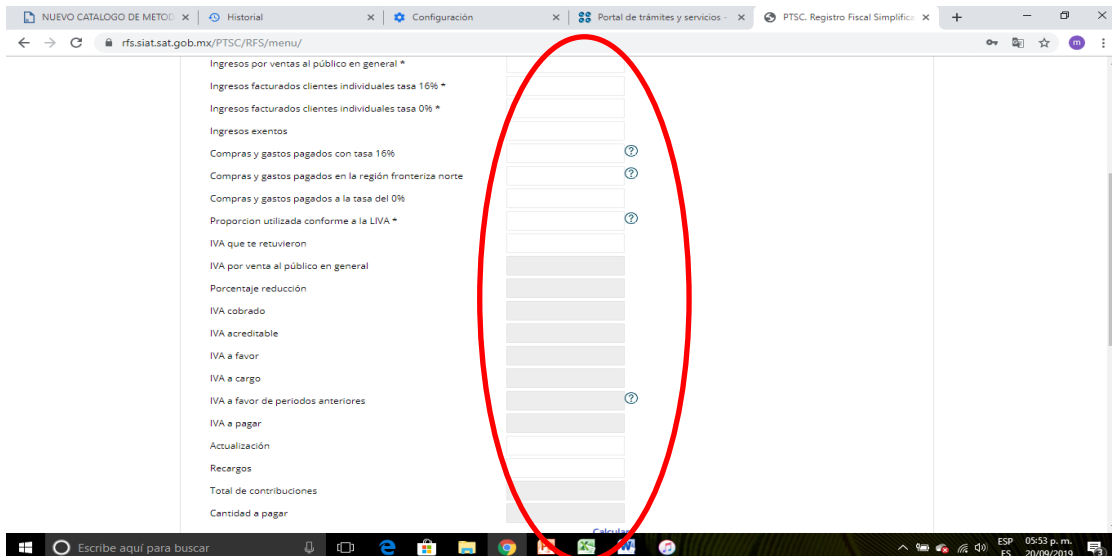 NUEVO CATALOGO DE METOD
Historial
Configuración
Portal de trámites y servicios -
PTSC. Registro Fiscal Simplifica
rfs.siat.sat.gob.mx/PTSC/RFS/menu/
m
Ingresos por ventas al público en general *
Ingresos facturados clientes individuales tasa 16% *
Ingresos facturados clientes individuales tasa 0% *
Ingresos exentos
Compras y gastos pagados con tasa 16% ?
Compras y gastos pagados en la región fronteriza norte ?
Compras y gastos pagados a la tasa del 0%
Proporcion utilizada conforme a la LIVA * ?
IVA que te retuvieron
IVA por venta al público en general
Porcentaje reducción
IVA cobrado
IVA acreditable
IVA a favor
IVA a cargo
IVA a favor de periodos anteriores ?
IVA a pagar
Actualización
Recargos
Total de contribuciones
Cantidad a pagar
Calcular
Escribe aquí para buscar
ESP 05:53 p. m.
ES 20/09/2019